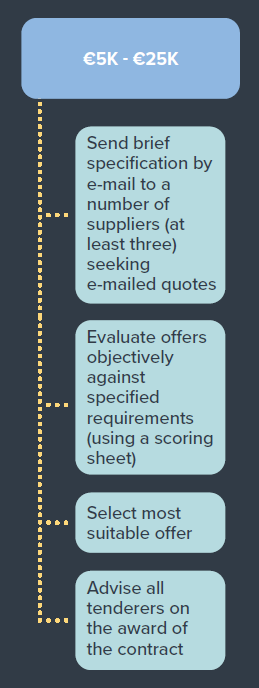 €5K - €25K
Send brief
specification by
e-mail to a
number of
suppliers (at
least three)
seeking
e-mailed quotes
Evaluate offers
objectively
against
specified
requirements
(using a scoring
sheet)
Select most
suitable offer
Advise all
tenderers on
the award of
the contract